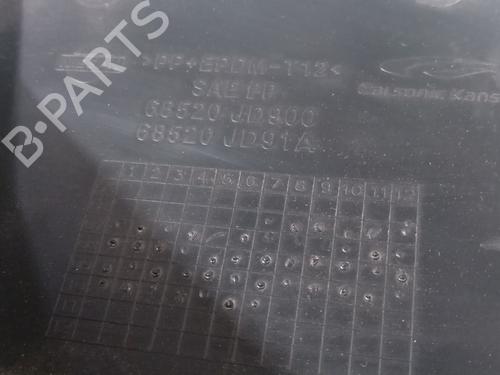 >PP+EPDM-T12<
SAE PP
68520 JD900
68520 JD91A
Calsonic Kansei
1 2 3 4 5 6 7 8 9 10 11 12
B-PARTS